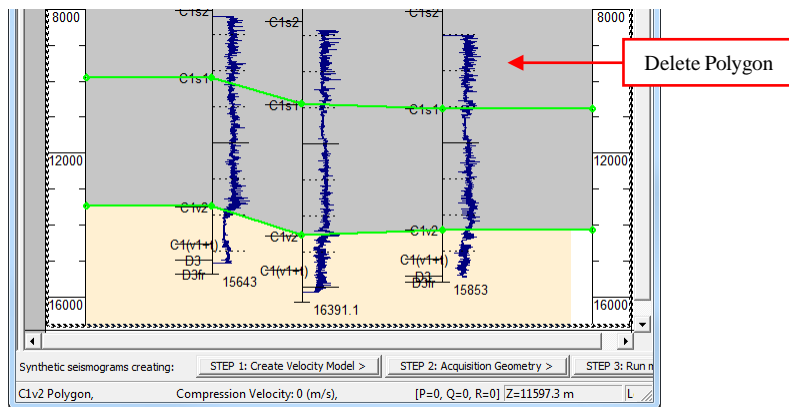 8000
C1s2
C1s2
C1s2
8000
Delete Polygon
C1s1
C1s1
C1s1
12000
12000
C1v2
C1v2
C1v2
C1(v1+t)
C1(v1+t)
C1(v1+t)
D3
D3
D3fr
D3fr
15643
16391.1
15853
16000
16000
Synthetic seismograms creating:
STEP 1: Create Velocity Model >
STEP 2: Acquisition Geometry >
STEP 3: Run m
C1v2 Polygon,
Compression Velocity: 0 (m/s),
[P=0, Q=0, R=0]
Z=11597.3 m
L